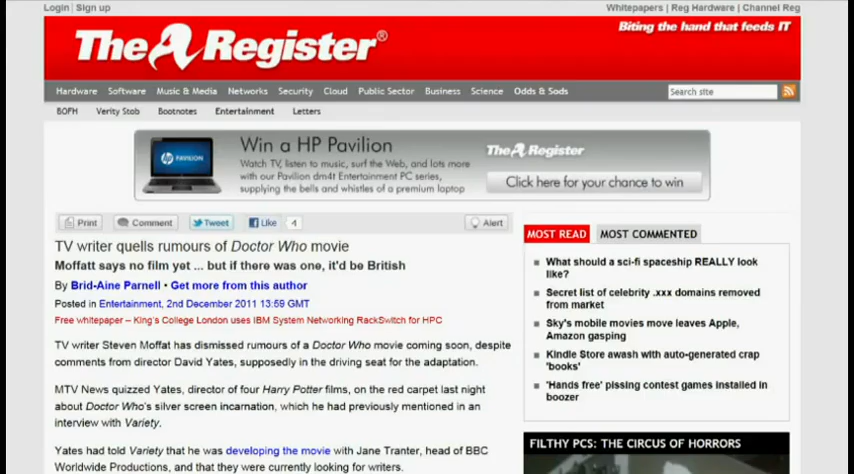 Login | Sign up
Whitepapers | Reg Hardware | Channel Reg
The Register®
Biting the hand that feeds IT
Hardware Software Music & Media Networks Security Cloud Public Sector Business Science Odds & Sods
Search site
BOFH Verity Stob Bootnotes Entertainment Letters
Win a HP Pavilion
Watch TV, listen to music, surf the Web, and lots more
with our Pavilion dm4t Entertainment PC series,
supplying the bells and whistles of a premium laptop
hp PAVILION
The Register
Click here for your chance to win
Print Comment Tweet Like 4 Alert
TV writer quells rumours of Doctor Who movie
Moffatt says no film yet ... but if there was one, it'd be British
By Brid-Aine Parnell • Get more from this author
Posted in Entertainment, 2nd December 2011 13:59 GMT
Free whitepaper – King's College London uses IBM System Networking RackSwitch for HPC
TV writer Steven Moffat has dismissed rumours of a Doctor Who movie coming soon, despite
comments from director David Yates, supposedly in the driving seat for the adaptation.
MTV News quizzed Yates, director of four Harry Potter films, on the red carpet last night
about Doctor Who's silver screen incarnation, which he had previously mentioned in an
interview with Variety.
Yates had told Variety that he was developing the movie with Jane Tranter, head of BBC
Worldwide Productions, and that they were currently looking for writers.
MOST READ MOST COMMENTED
What should a sci-fi spaceship REALLY look
like?
Secret list of celebrity .xxx domains removed
from market
Sky's mobile movies move leaves Apple,
Amazon gasping
Kindle Store awash with auto-generated crap
'books'
'Hands free' pissing contest games installed in
boozer
FILTHY PCS: THE CIRCUS OF HORRORS